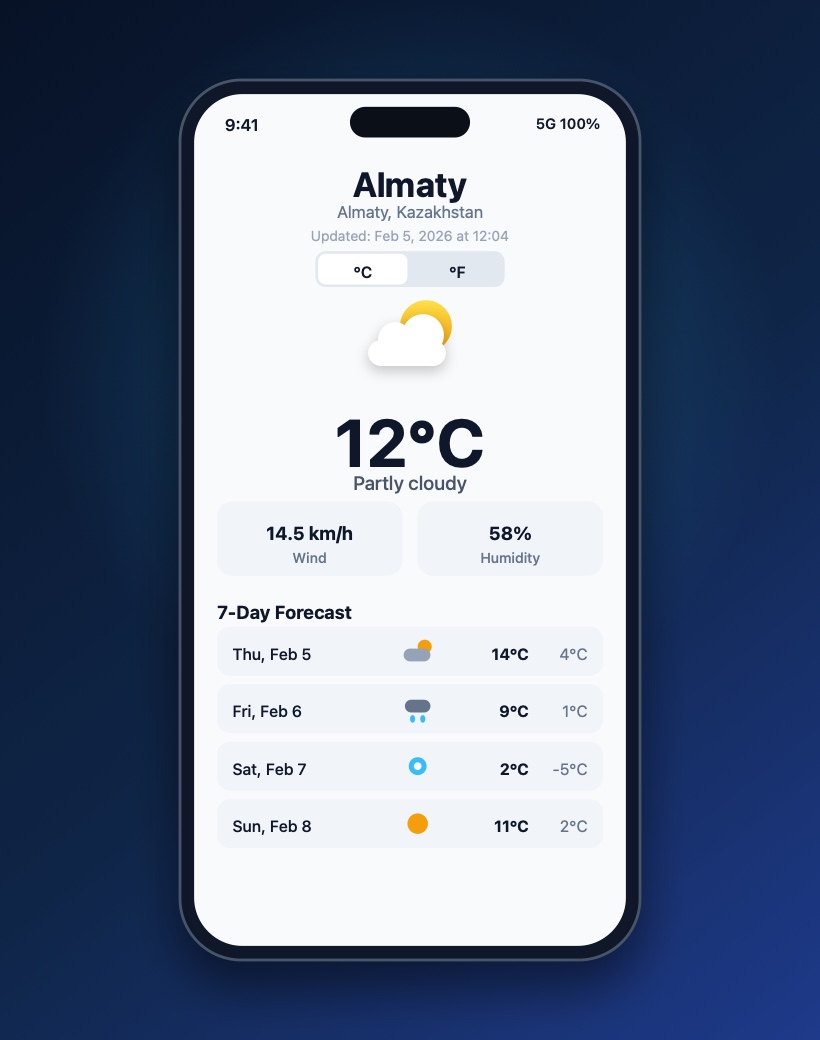 9:41 5G 100%
Almaty
Almaty, Kazakhstan
Updated: Feb 5, 2026 at 12:04
°C °F
12°C
Partly cloudy
14.5 km/h 58%
Wind Humidity
7-Day Forecast
Thu, Feb 5 14°C 4°C
Fri, Feb 6 9°C 1°C
Sat, Feb 7 2°C -5°C
Sun, Feb 8 11°C 2°C